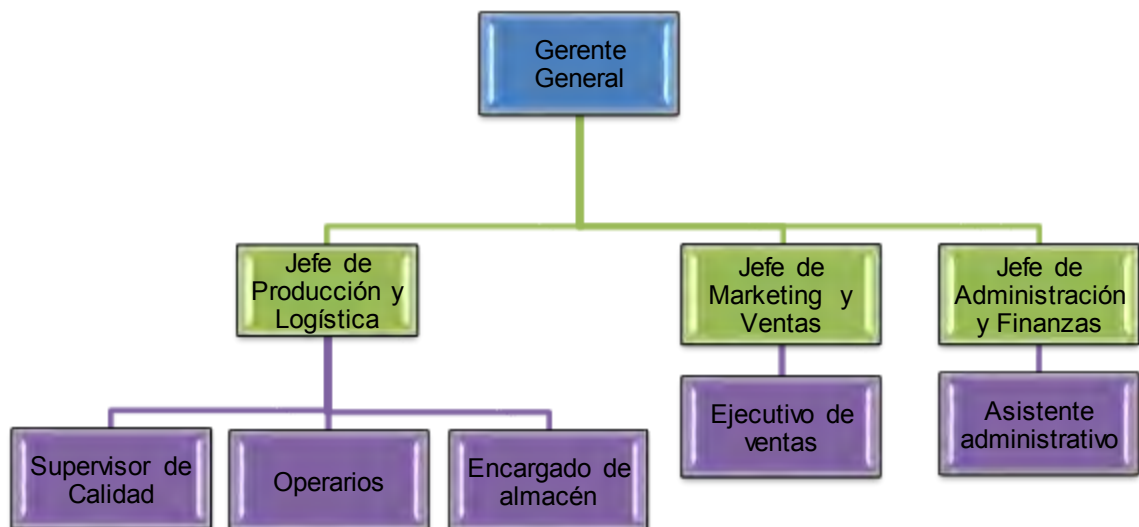 Gerente
General
Jefe de
Producción y
Logística
Jefe de
Marketing y
Ventas
Jefe de
Administración
y Finanzas
Supervisor de
Calidad
Operarios
Encargado de
almacén
Ejecutivo de
ventas
Asistente
administrativo